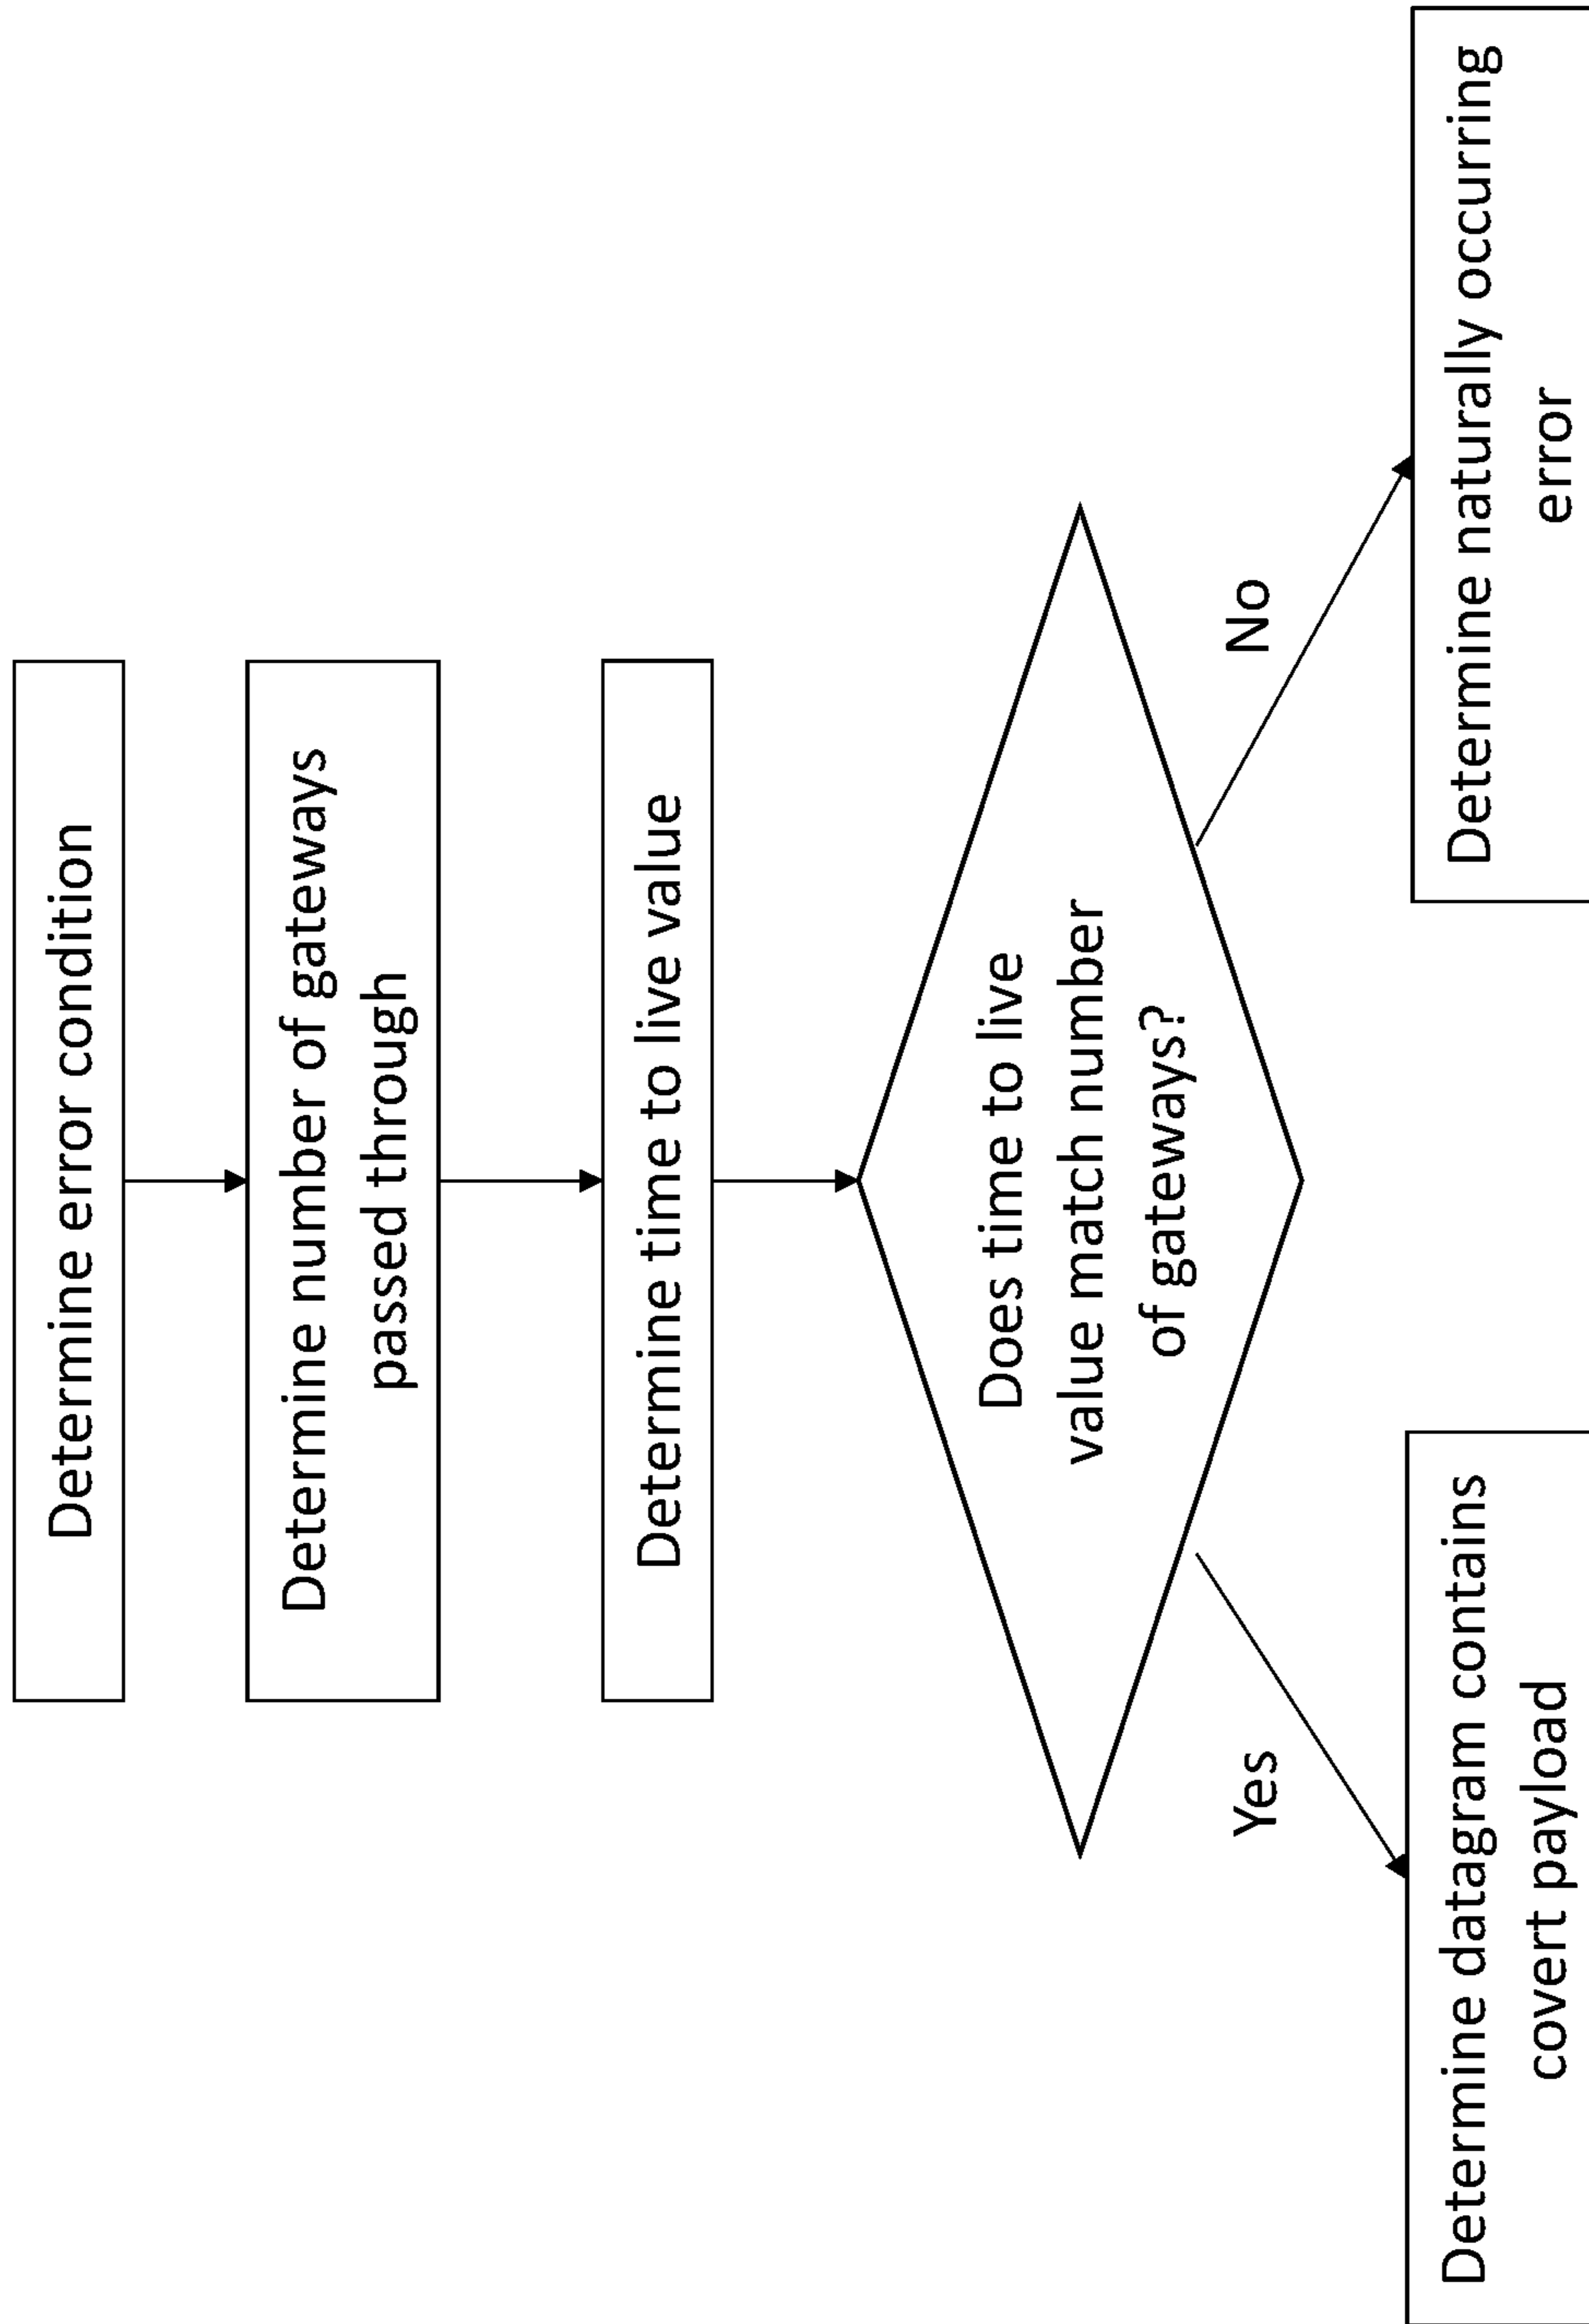 Determine error condition
Determine number of gateways
passed through
Determine time to live value
Does time to live
value match number
of gateways?
Yes
No
Determine datagram contains
covert payload
Determine naturally occurring
error